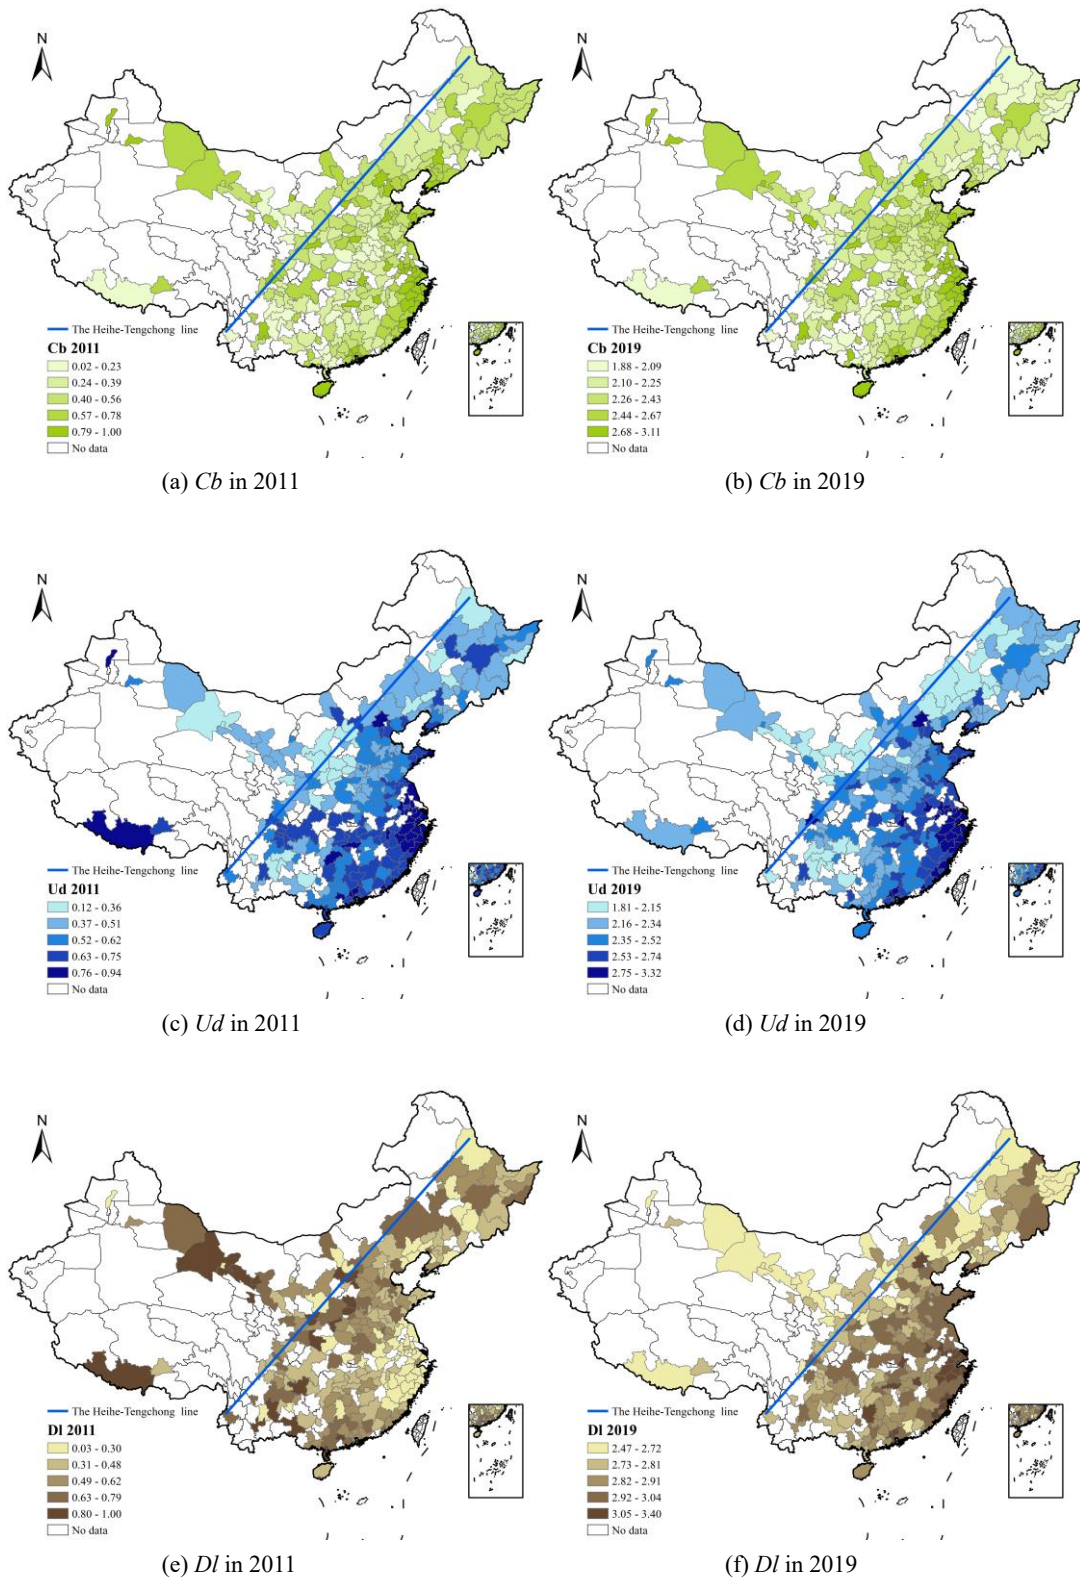 N
The Heihe-Tengchong line
Cb 2011
0.02 - 0.23
0.24 - 0.39
0.40 - 0.56
0.57 - 0.78
0.79 - 1.00
No data
(a) Cb in 2011
N
The Heihe-Tengchong line
Cb 2019
1.88 - 2.09
2.10 - 2.25
2.26 - 2.43
2.44 - 2.67
2.68 - 3.11
No data
(b) Cb in 2019
N
The Heihe-Tengchong line
Ud 2011
0.12 - 0.36
0.37 - 0.51
0.52 - 0.62
0.63 - 0.75
0.76 - 0.94
No data
(c) Ud in 2011
N
The Heihe-Tengchong line
Ud 2019
1.81 - 2.15
2.16 - 2.34
2.35 - 2.52
2.53 - 2.74
2.75 - 3.32
No data
(d) Ud in 2019
N
The Heihe-Tengchong line
Dl 2011
0.03 - 0.30
0.31 - 0.48
0.49 - 0.62
0.63 - 0.79
0.80 - 1.00
No data
(e) Dl in 2011
N
The Heihe-Tengchong line
Dl 2019
2.47 - 2.72
2.73 - 2.81
2.82 - 2.91
2.92 - 3.04
3.05 - 3.40
No data
(f) Dl in 2019